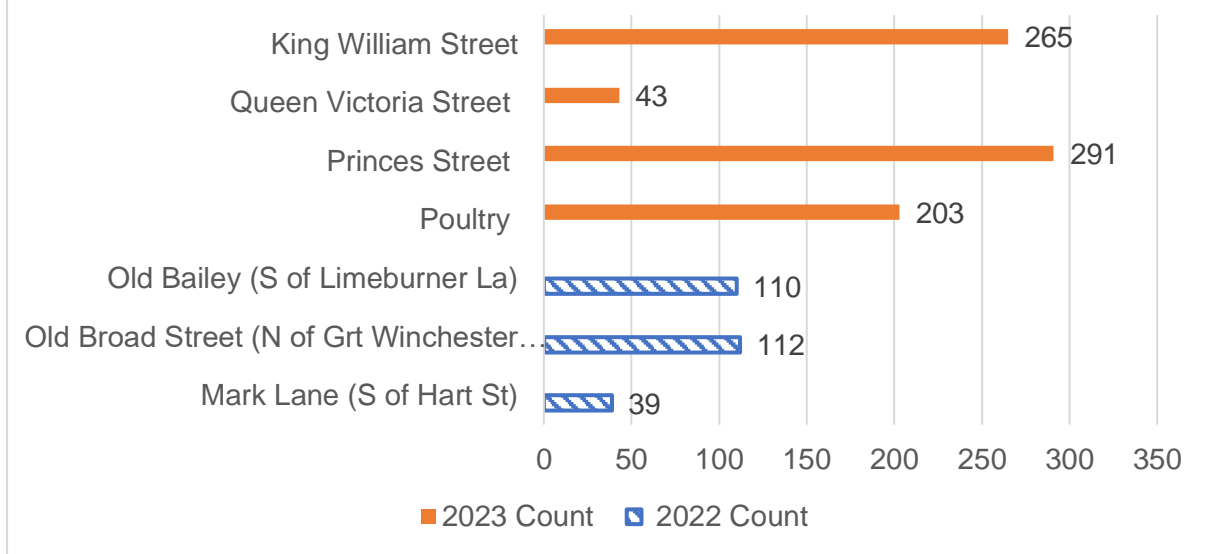 King William Street 265
Queen Victoria Street 43
Princes Street 291
Poultry 203
Old Bailey (S of Limeburner La) 110
Old Broad Street (N of Grt Winchester… 112
Mark Lane (S of Hart St) 39
0 50 100 150 200 250 300 350
2023 Count 2022 Count